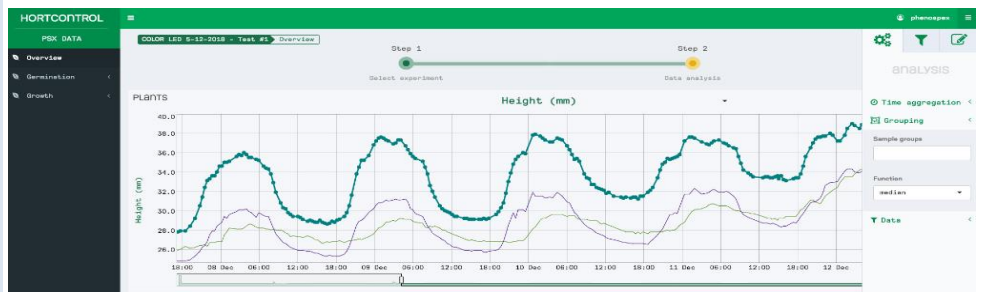 HORTCONTROL
phenospex
PSX DATA
Overview
Germination
Growth
COLOR LED 5-12-2018 - Test #1 Overview
Step 1
Step 2
Select experiment
Data analysis
PLANTS
Height (mm)
Height (mm)
40.0
38.0
36.0
34.0
32.0
30.0
28.0
26.0
18:00 08 Dec 06:00 12:00 18:00 09 Dec 06:00 12:00 18:00 10 Dec 06:00 12:00 18:00 11 Dec 06:00 12:00 18:00 12 Dec
analysis
Time aggregation
Grouping
Sample groups
Function
median
Data